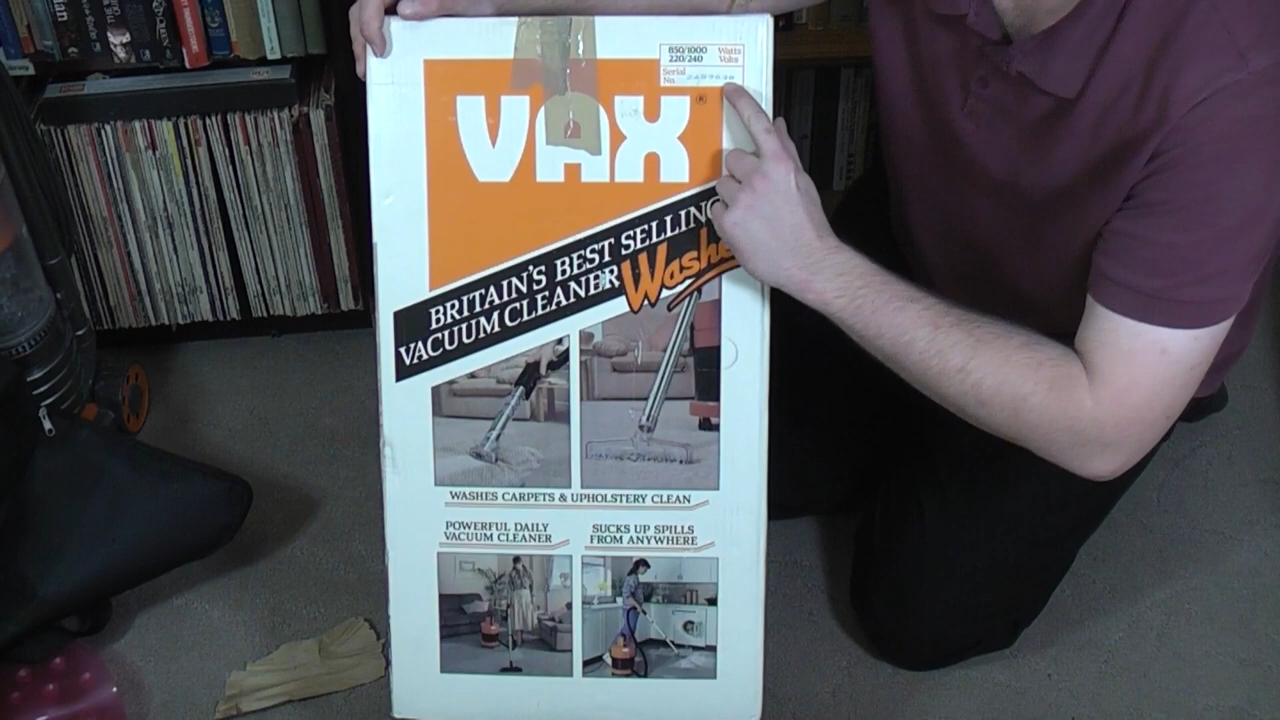 850/1000 Watts
220/240 Volts
Serial
No.
VAX®
BRITAIN'S BEST SELLING
VACUUM CLEANER
WASHES CARPETS & UPHOLSTERY CLEAN
POWERFUL DAILY
VACUUM CLEANER
SUCKS UP SPILLS
FROM ANYWHERE